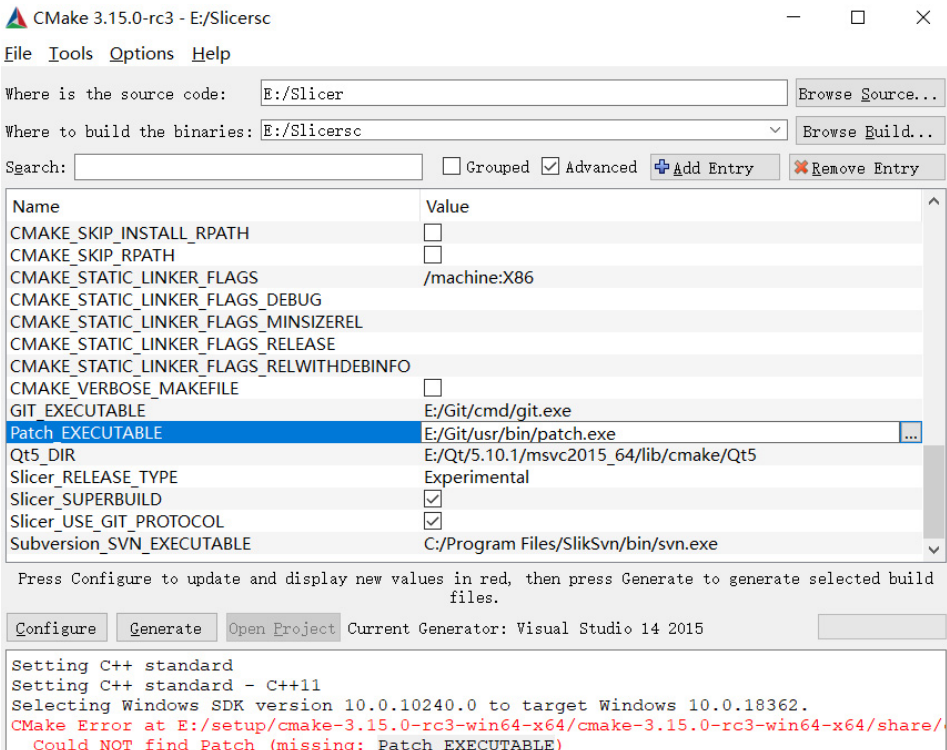 CMake 3.15.0-rc3 - E:/Slicersc
File Tools Options Help
Where is the source code: E:/Slicer Browse Source...
Where to build the binaries: E:/Slicersc Browse Build...
Search: Grouped Advanced Add Entry Remove Entry
Name Value
CMAKE_SKIP_INSTALL_RPATH
CMAKE_SKIP_RPATH
CMAKE_STATIC_LINKER_FLAGS /machine:X86
CMAKE_STATIC_LINKER_FLAGS_DEBUG
CMAKE_STATIC_LINKER_FLAGS_MINSIZEREL
CMAKE_STATIC_LINKER_FLAGS_RELEASE
CMAKE_STATIC_LINKER_FLAGS_RELWITHDEBINFO
CMAKE_VERBOSE_MAKEFILE
GIT_EXECUTABLE E:/Git/cmd/git.exe
Patch_EXECUTABLE E:/Git/usr/bin/patch.exe ...
Qt5_DIR E:/Qt/5.10.1/msvc2015_64/lib/cmake/Qt5
Slicer_RELEASE_TYPE Experimental
Slicer_SUPERBUILD
Slicer_USE_GIT_PROTOCOL
Subversion_SVN_EXECUTABLE C:/Program Files/SlikSvn/bin/svn.exe
Press Configure to update and display new values in red, then press Generate to generate selected build
files.
Configure Generate Open Project Current Generator: Visual Studio 14 2015
Setting C++ standard
Setting C++ standard - C++11
Selecting Windows SDK version 10.0.10240.0 to target Windows 10.0.18362.
CMake Error at E:/setup/cmake-3.15.0-rc3-win64-x64/cmake-3.15.0-rc3-win64-x64/share/
Could NOT find Patch (missing: Patch_EXECUTABLE)